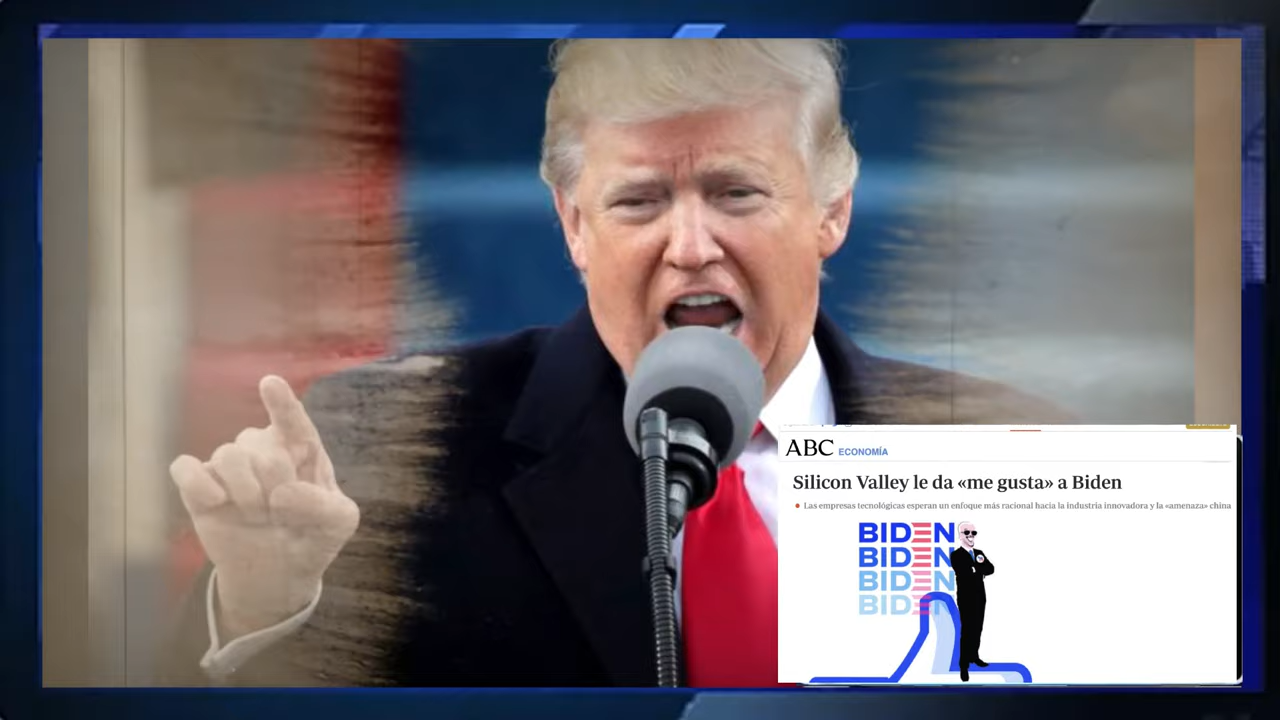 ABC ECONOMÍA
Silicon Valley le da «me gusta» a Biden
Las empresas tecnológicas esperan un enfoque más racional hacia la industria innovadora y la «amenaza» china
BIDEN
BIDEN
BIDEN
BIDEN